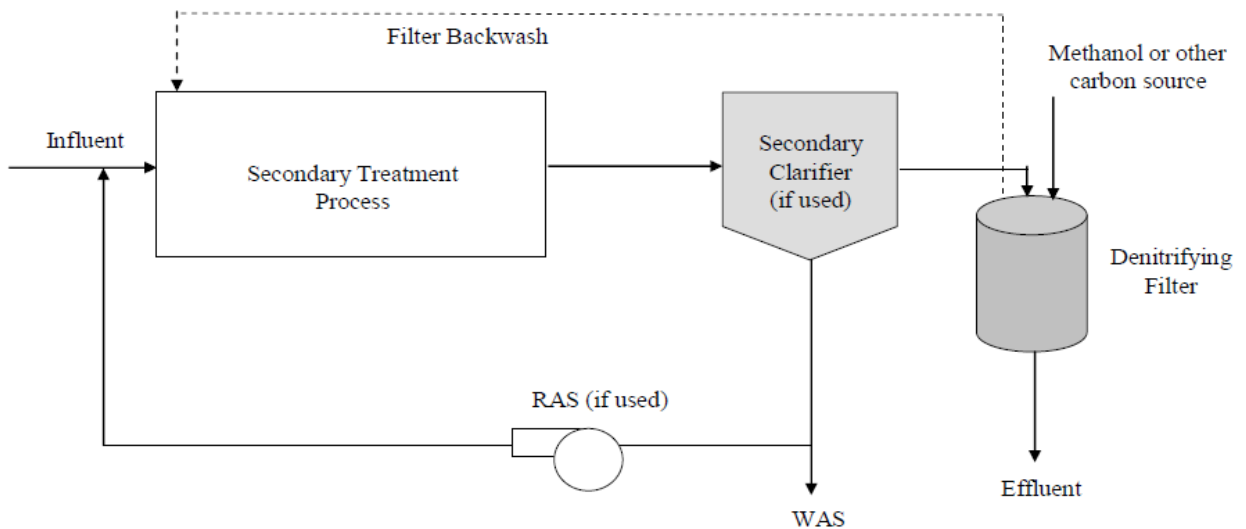 Filter Backwash
Methanol or other
carbon source
Influent
Secondary Treatment
Process
Secondary
Clarifier
(if used)
Denitrifying
Filter
RAS (if used)
Effluent
WAS